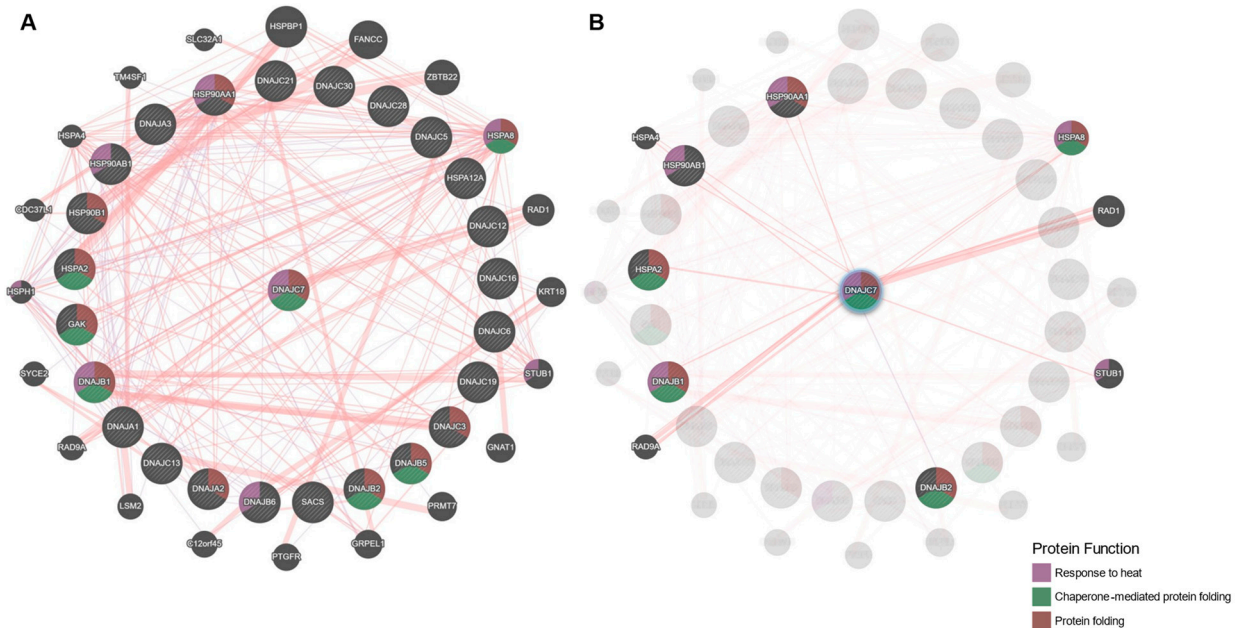 A
HSPBP1
SLC32A1
FANCC
TM4SF1
DNAJC21
ZBTB22
HSP90AA1
DNAJC30
DNAJC28
DNAJA3
HSPA4
DNAJC5
HSPA8
HSP90AB1
HSPA12A
CDC37L1
HSP90B1
RAD1
DNAJC12
HSPA2
DNAJC16
HSPH1
DNAJC7
KRT18
GAK
DNAJC6
SYCE2
DNAJB1
DNAJC19
STUB1
DNAJA1
DNAJC3
RAD9A
GNAT1
DNAJC13
DNAJB5
DNAJA2
DNAJB2
DNAJB6
SACS
LSM2
PRMT7
C12orf45
GRPEL1
PTGFR
B
HSP90AA1
HSPA4
HSPA8
HSP90AB1
RAD1
HSPA2
DNAJC7
DNAJB1
STUB1
RAD9A
DNAJB2
Protein Function
Response to heat
Chaperone-mediated protein folding
Protein folding